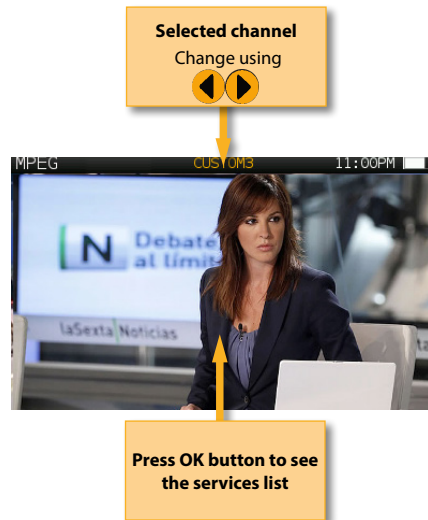 Selected channel
Change using
MPEG CUSTOM3 11:00PM
N Debate
al límite
laSexta Noticias
Press OK button to see
the services list